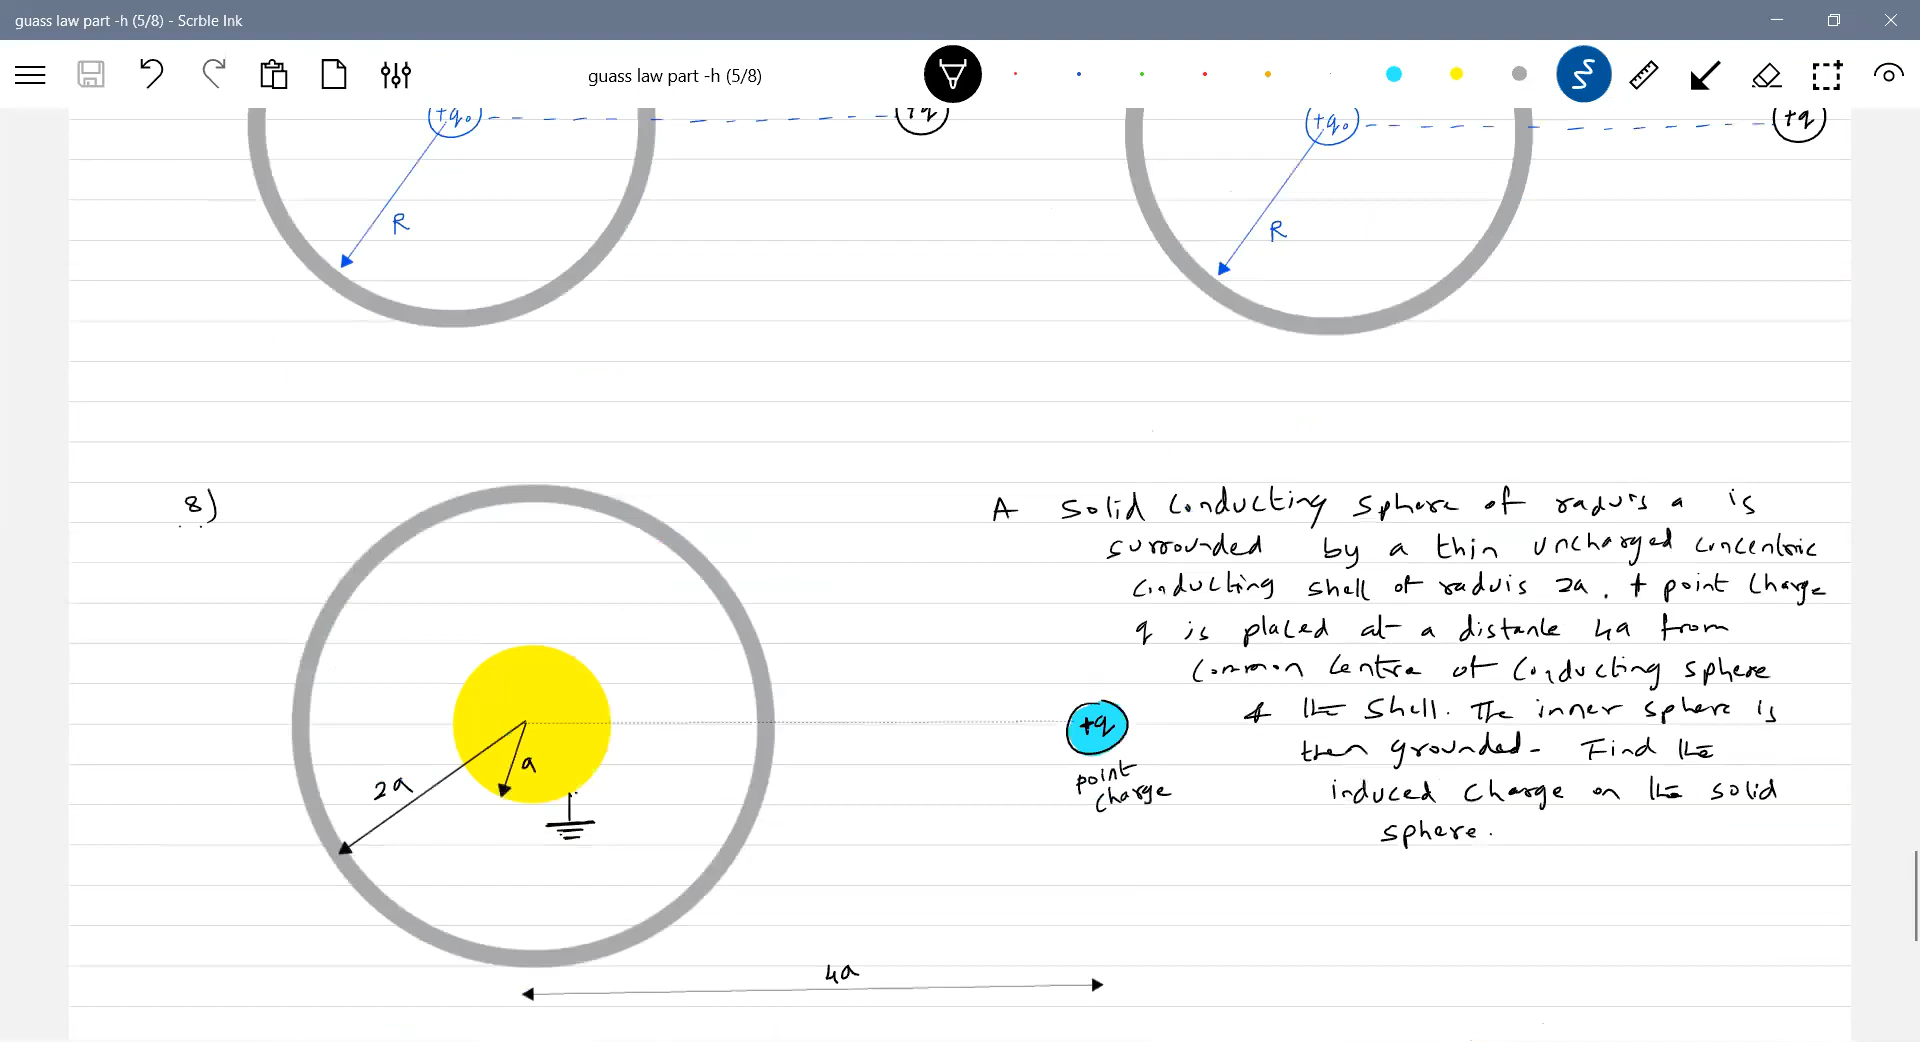 guass law part -h (5/8) - Scrble Ink
guass law part -h (5/8)
+q₀
+q
+q₀
+q
R
R
8)
A solid conducting sphere of raduis a is
surrounded by a thin uncharged concentric
conducting shell of raduis 2a. A point charge
q is placed at a distance 4a from
common centre of conducting sphere
& the shell. The inner sphere is
then grounded. Find the
induced charge on the solid
sphere.
+q
point
charge
a
2a
4a